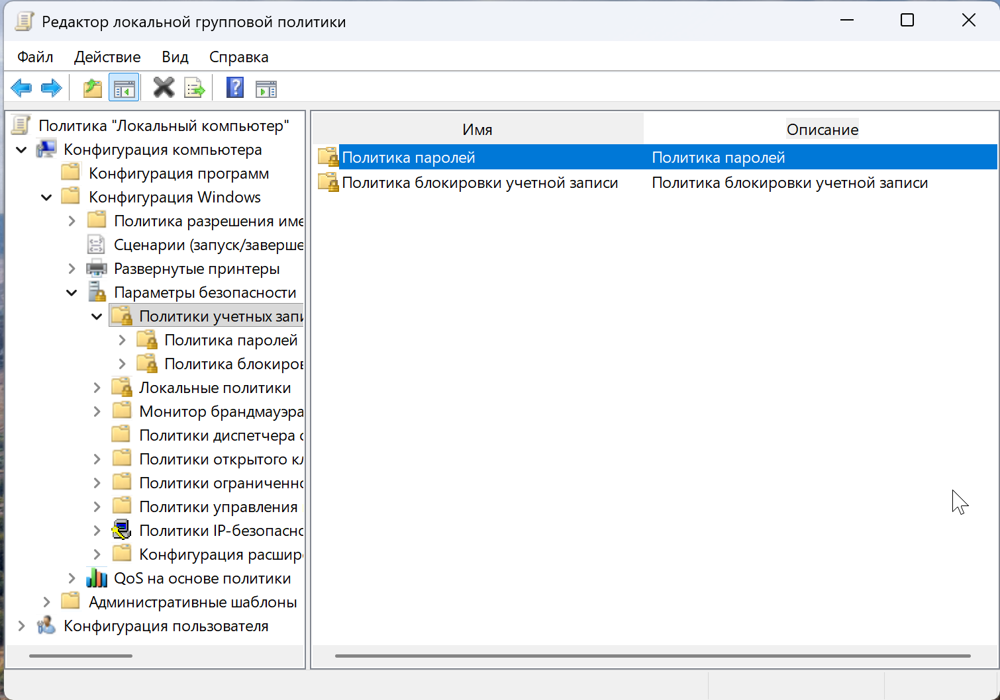 Редактор локальной групповой политики
Файл Действие Вид Справка
Политика "Локальный компьютер"
Конфигурация компьютера
Конфигурация программ
Конфигурация Windows
Политика разрешения име
Сценарии (запуск/заверше
Развернутые принтеры
Параметры безопасности
Политики учетных запи
Политика паролей
Политика блокиров
Локальные политики
Монитор брандмауэра
Политики диспетчера с
Политики открытого кл
Политики ограниченно
Политики управления
Политики IP-безопасно
Конфигурация расшир
QoS на основе политики
Административные шаблоны
Конфигурация пользователя
Имя Описание
Политика паролей Политика паролей
Политика блокировки учетной записи Политика блокировки учетной записи